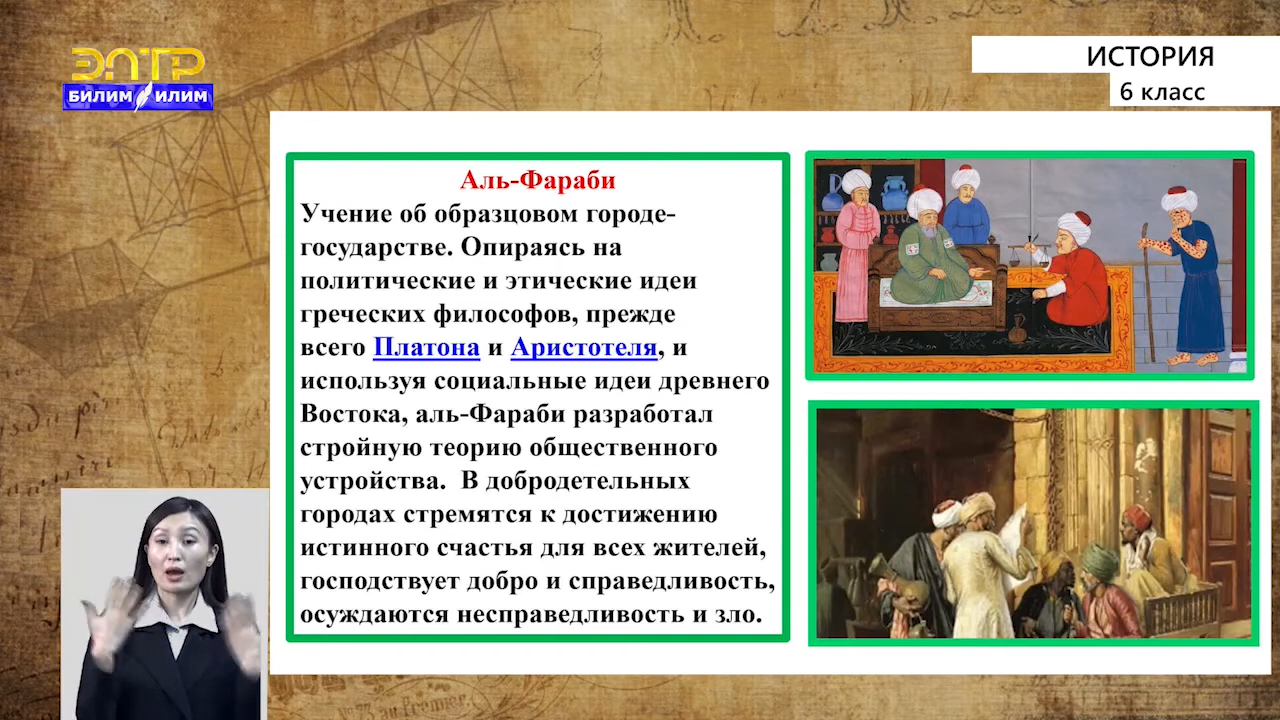 ЭЛТР
БИЛИМ ИЛИМ
ИСТОРИЯ
6 класс
Аль-Фараби
Учение об образцовом городе-
государстве. Опираясь на
политические и этические идеи
греческих философов, прежде
всего Платона и Аристотеля, и
используя социальные идеи древнего
Востока, аль-Фараби разработал
стройную теорию общественного
устройства.  В добродетельных
городах стремятся к достижению
истинного счастья для всех жителей,
господствует добро и справедливость,
осуждаются несправедливость и зло.